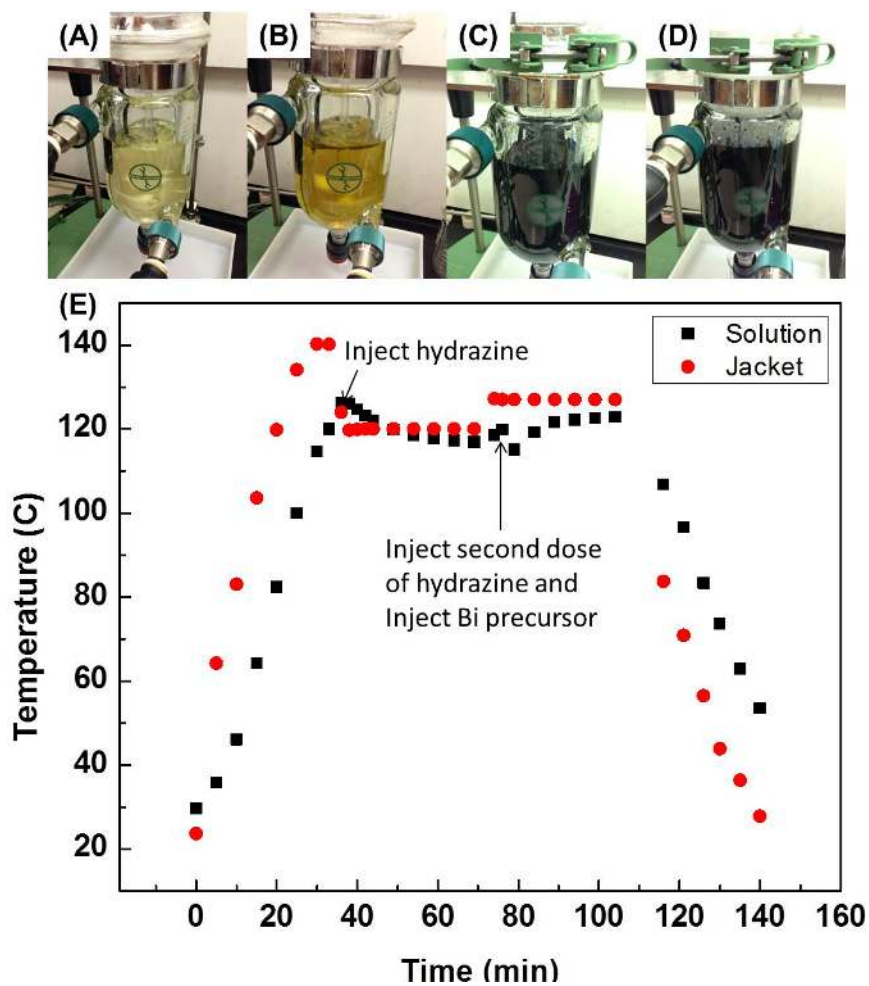 (A)
(B)
(C)
(D)
(E)
Temperature (C)
140
120
100
80
60
40
20
Inject hydrazine
Solution
Jacket
Inject second dose
of hydrazine and
Inject Bi precursor
0 20 40 60 80 100 120 140 160
Time (min)